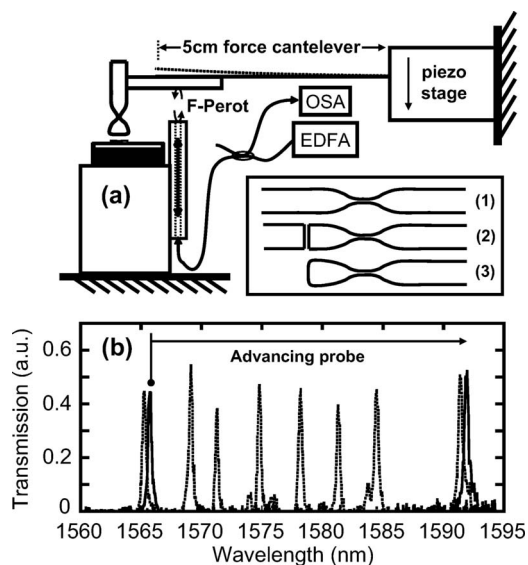 5cm force cantelever
piezo
stage
F-Perot
OSA
EDFA
(a)
(1)
(2)
(3)
(b)
Advancing probe
Transmission (a.u.)
0.6
0.4
0.2
0
1560 1565 1570 1575 1580 1585 1590 1595
Wavelength (nm)